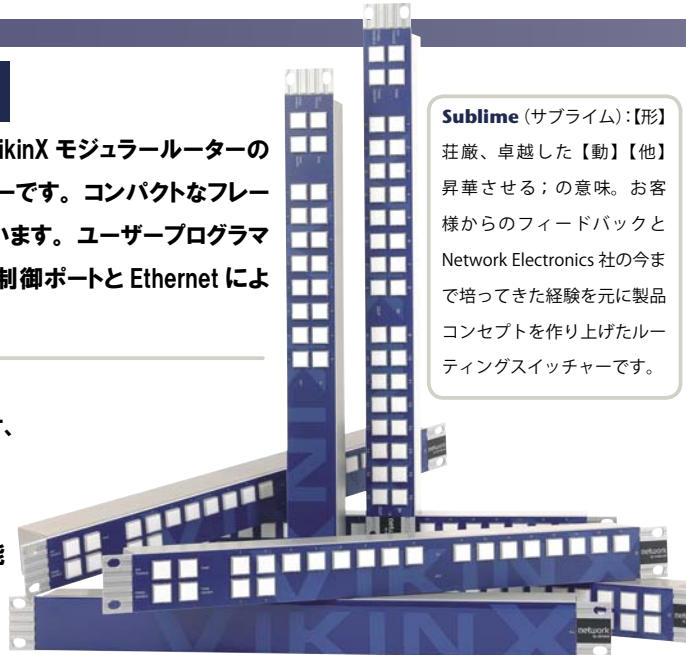 ikinX モジュラールーターの
ーです。コンパクトなフレー
います。ユーザープログラマ
制御ポートと Ethernet によ
、
能
Sublime（サブライム）：【形】
荘厳、卓越した【動】【他】
昇華させる；の意味。お客
様からのフィードバックと
Network Electronics 社の今ま
で培ってきた経験を元に製品
コンセプトを作り上げたルー
ティングスイッチャーです。
VIKINX
VIKINX
network
network